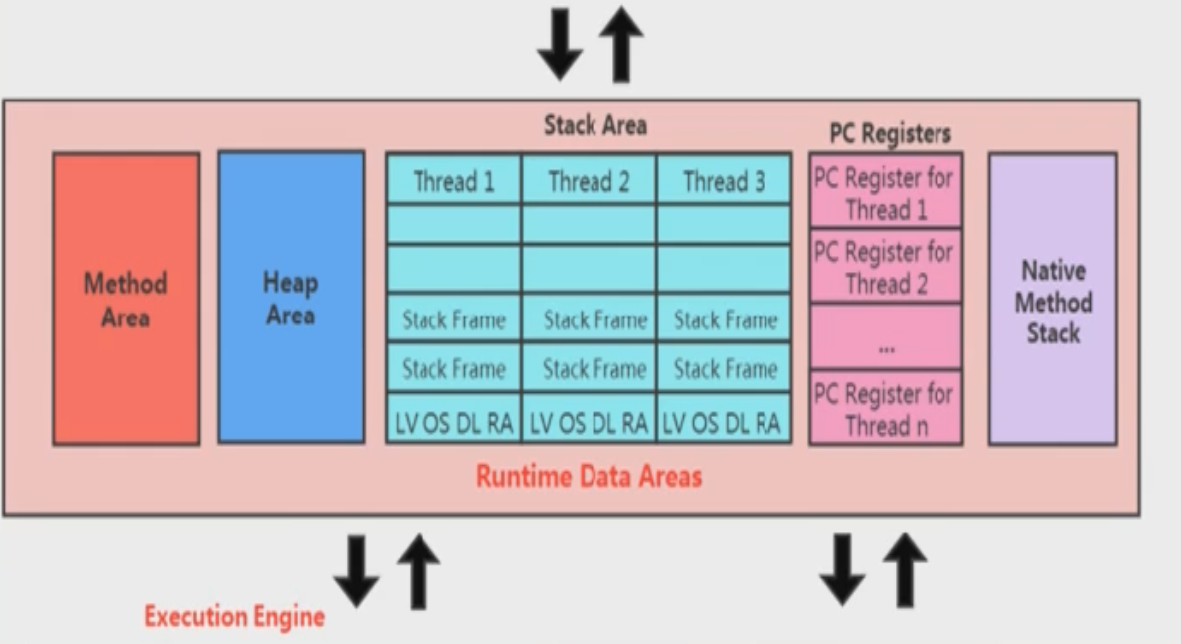 Stack Area
PC Registers
Method
Area
Heap
Area
Thread 1
Thread 2
Thread 3
Stack Frame
Stack Frame
Stack Frame
Stack Frame
Stack Frame
Stack Frame
LV OS DL RA
LV OS DL RA
LV OS DL RA
PC Register for
Thread 1
PC Register for
Thread 2
...
PC Register for
Thread n
Native
Method
Stack
Runtime Data Areas
Execution Engine